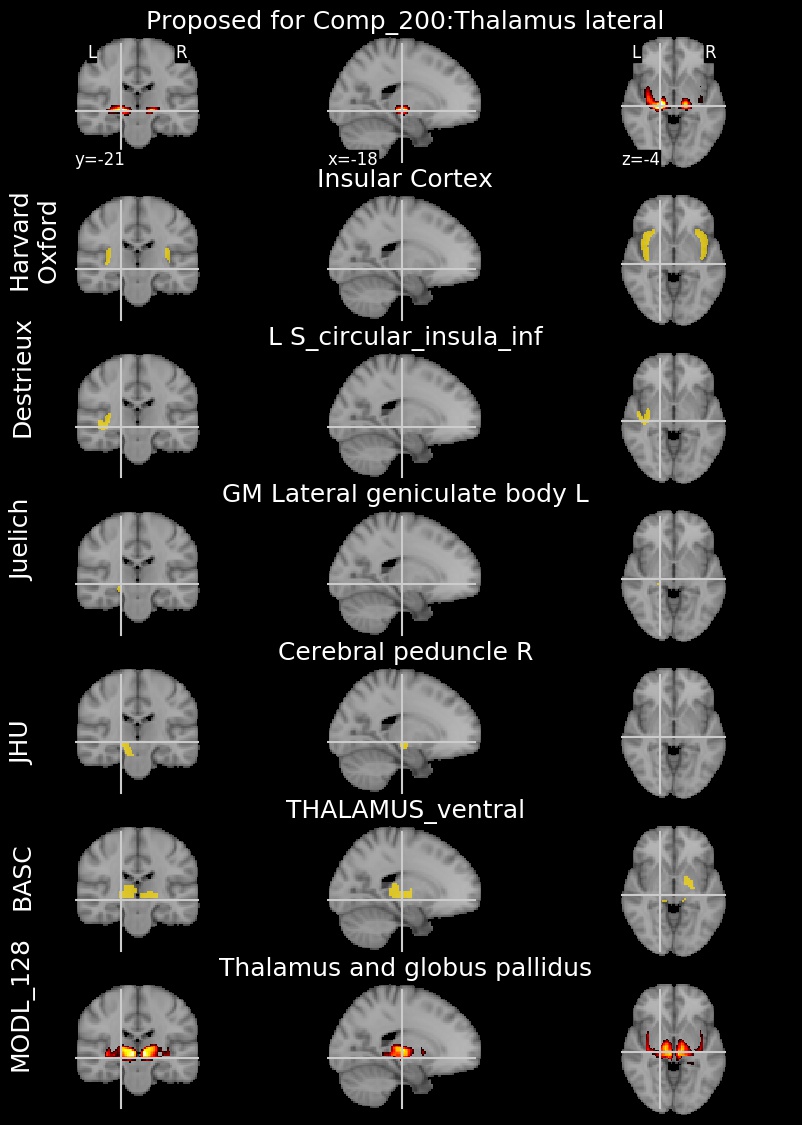 Proposed for Comp_200:Thalamus lateral
L R
L R
y=-21
x=-18
z=-4
Insular Cortex
Harvard
Oxford
L S_circular_insula_inf
Destrieux
GM Lateral geniculate body L
Juelich
Cerebral peduncle R
JHU
THALAMUS_ventral
BASC
Thalamus and globus pallidus
MODL_128